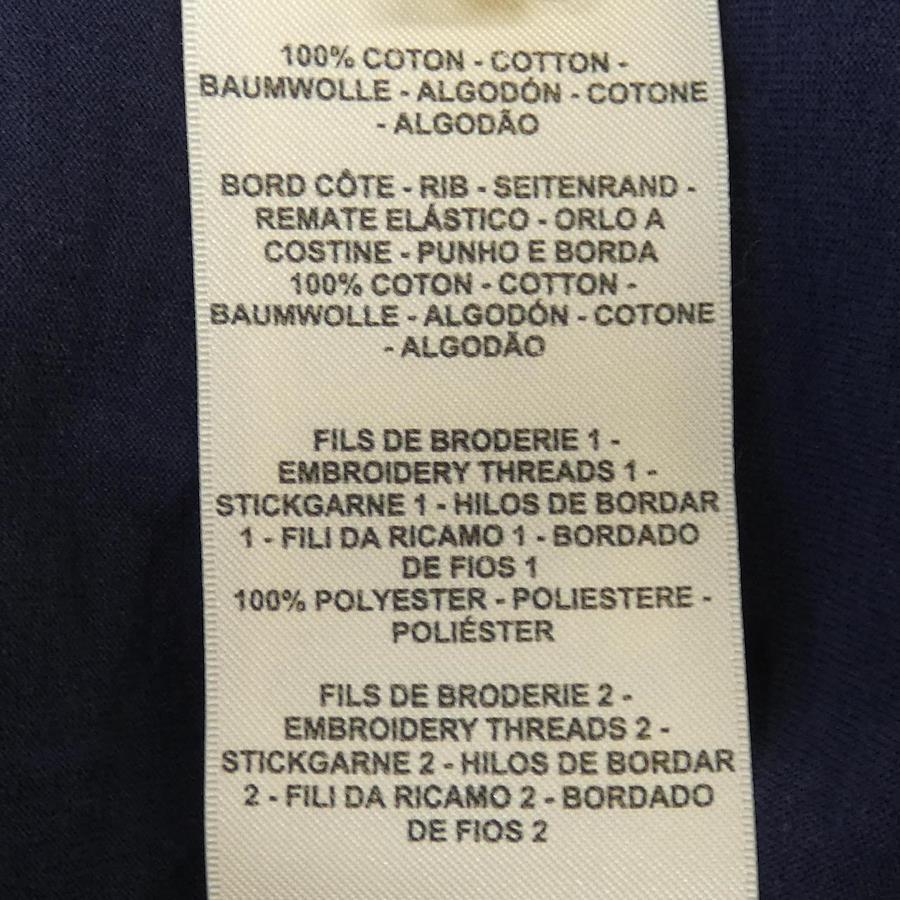 100% COTON - COTTON -
BAUMWOLLE - ALGODÓN - COTONE
- ALGODÃO
BORD CÔTE - RIB - SEITENRAND -
REMATE ELÁSTICO - ORLO A
COSTINE - PUNHO E BORDA
100% COTON - COTTON -
BAUMWOLLE - ALGODÓN - COTONE
- ALGODÃO
FILS DE BRODERIE 1 -
EMBROIDERY THREADS 1 -
STICKGARNE 1 - HILOS DE BORDAR
1 - FILI DA RICAMO 1 - BORDADO
DE FIOS 1
100% POLYESTER - POLIESTERE -
POLIÉSTER
FILS DE BRODERIE 2 -
EMBROIDERY THREADS 2 -
STICKGARNE 2 - HILOS DE BORDAR
2 - FILI DA RICAMO 2 - BORDADO
DE FIOS 2